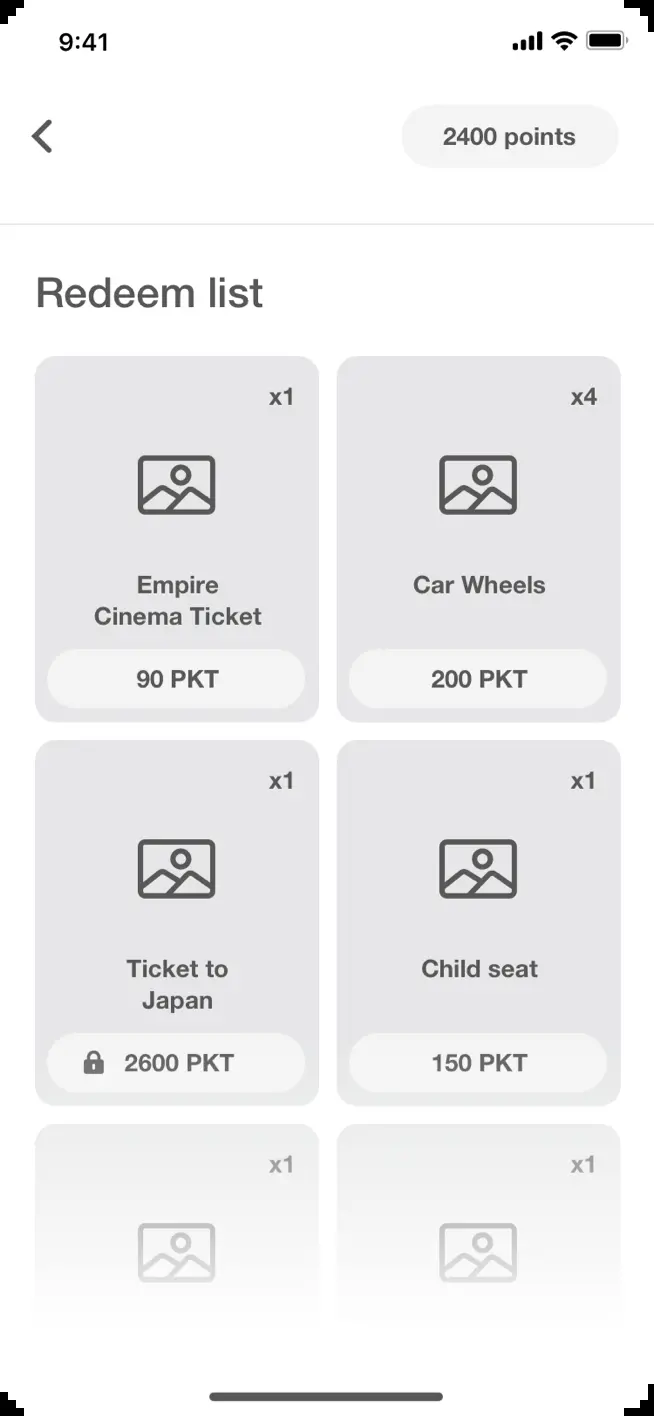 9:41
2400 points
Redeem list
x1
x4
Empire
Cinema Ticket
Car Wheels
90 PKT
200 PKT
x1
x1
Ticket to
Japan
Child seat
2600 PKT
150 PKT
x1
x1